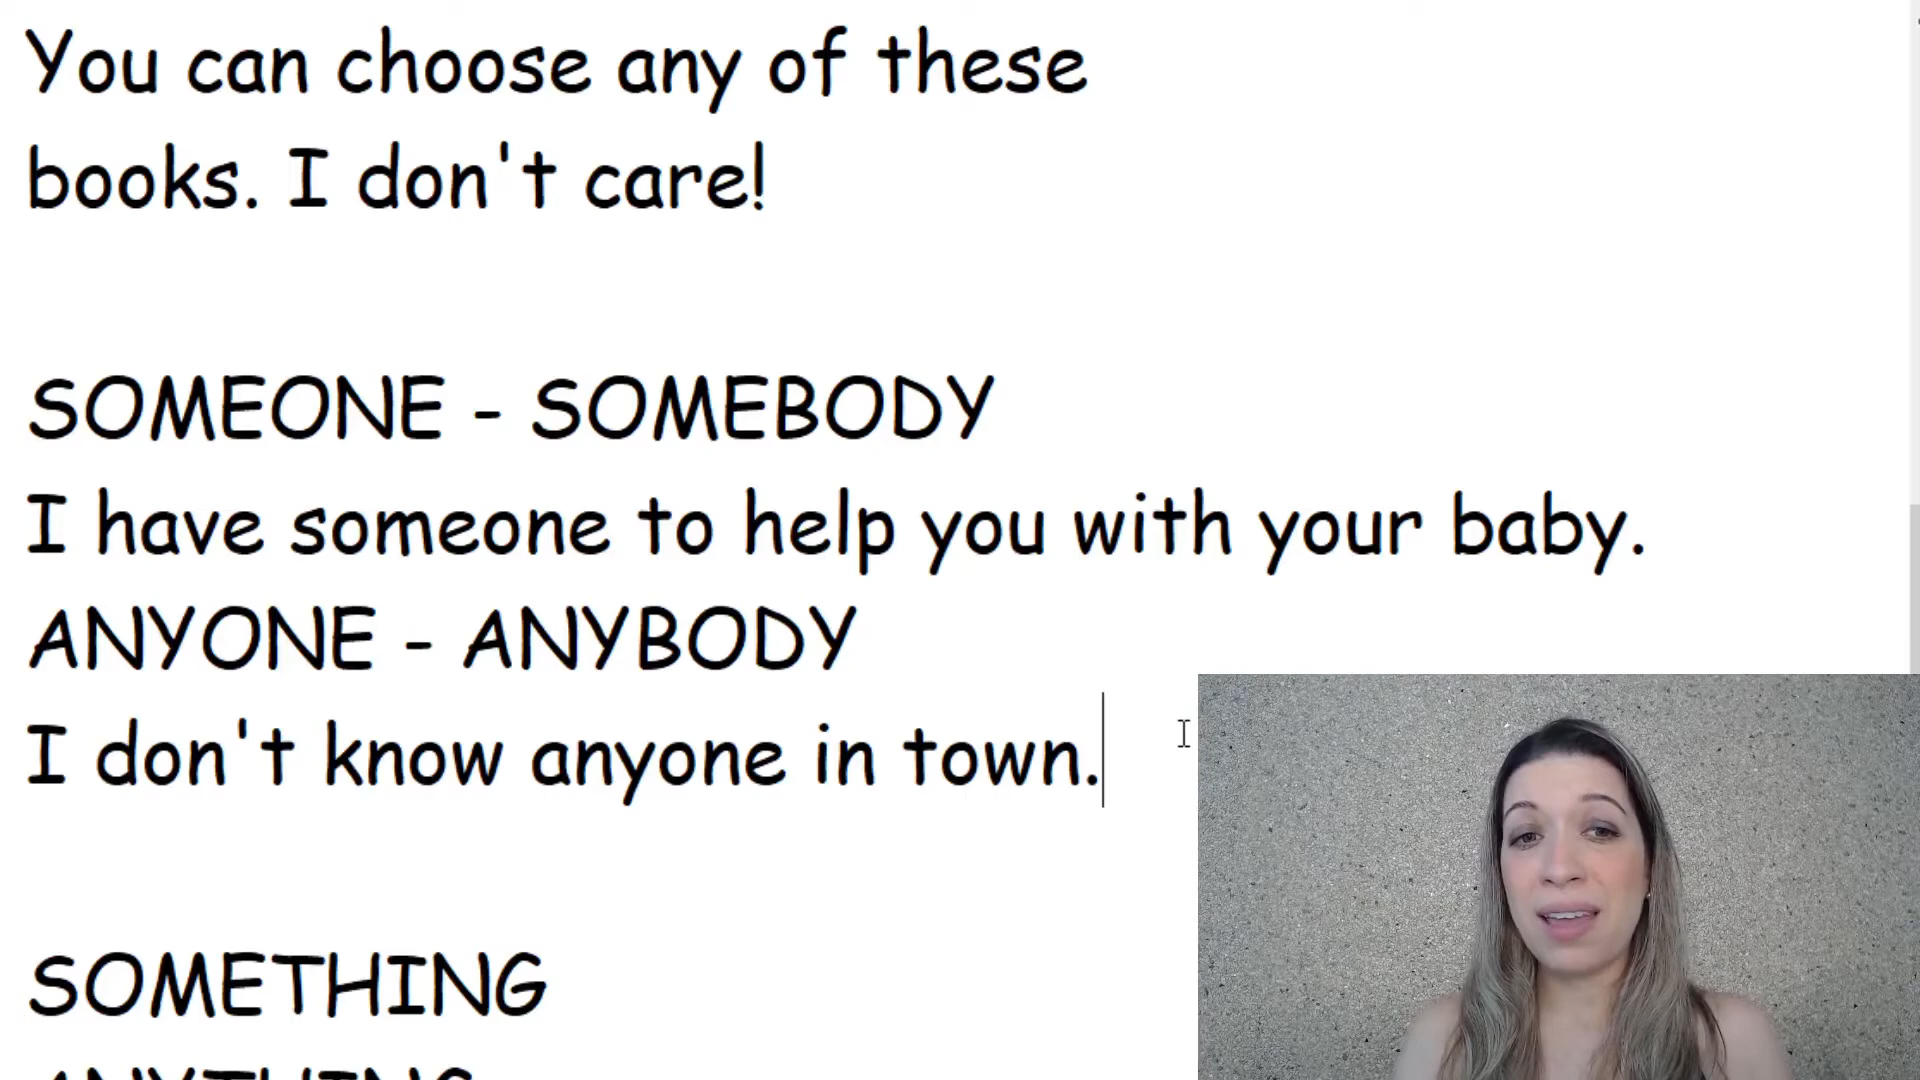 You can choose any of these
books. I don't care!
SOMEONE - SOMEBODY
I have someone to help you with your baby.
ANYONE - ANYBODY
I don't know anyone in town.
SOMETHING
ANYTHING